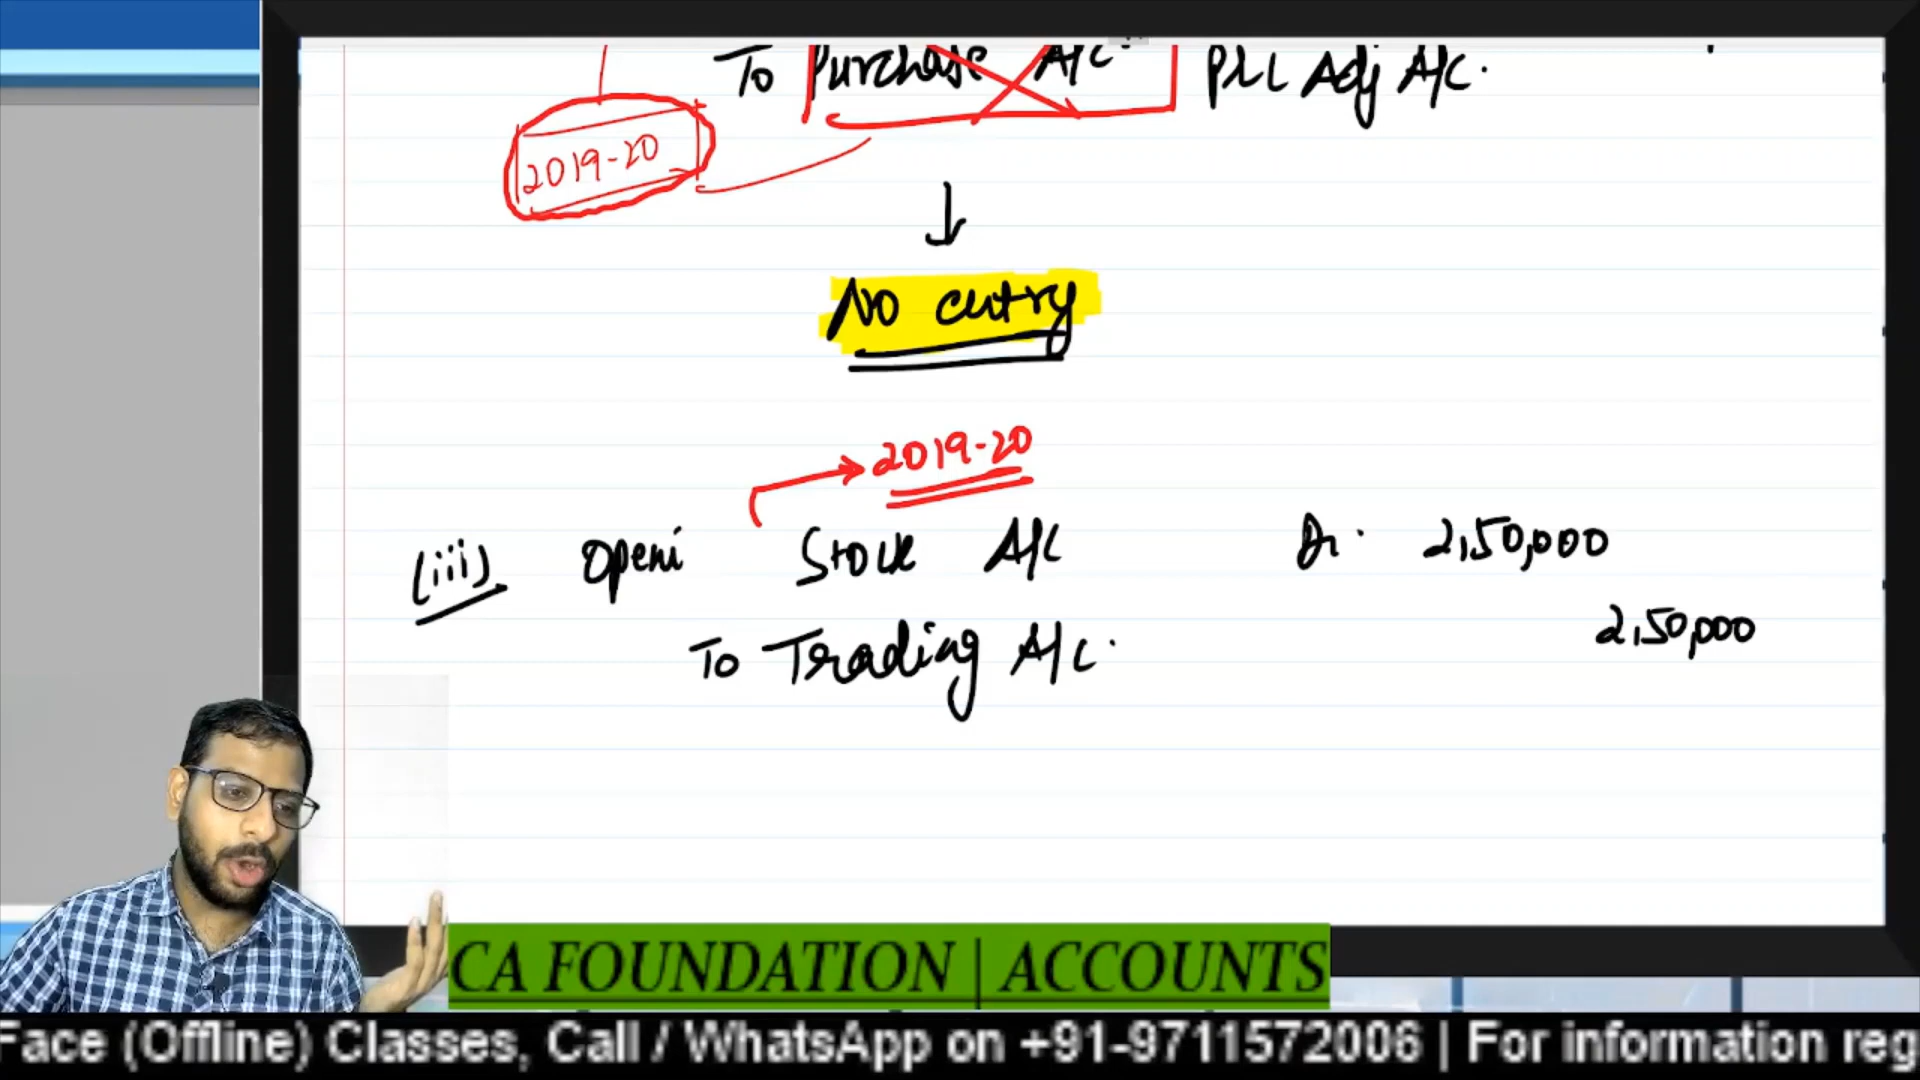 To Purchase A/C. P&L Adj A/C.
2019-20
No entry
2019-20
(iii) Openi Stock A/C Dr. 2,50,000
To Trading A/C. 2,50,000
CA FOUNDATION | ACCOUNTS
Face (Offline) Classes, Call / WhatsApp on +91-9711572006 | For information reg